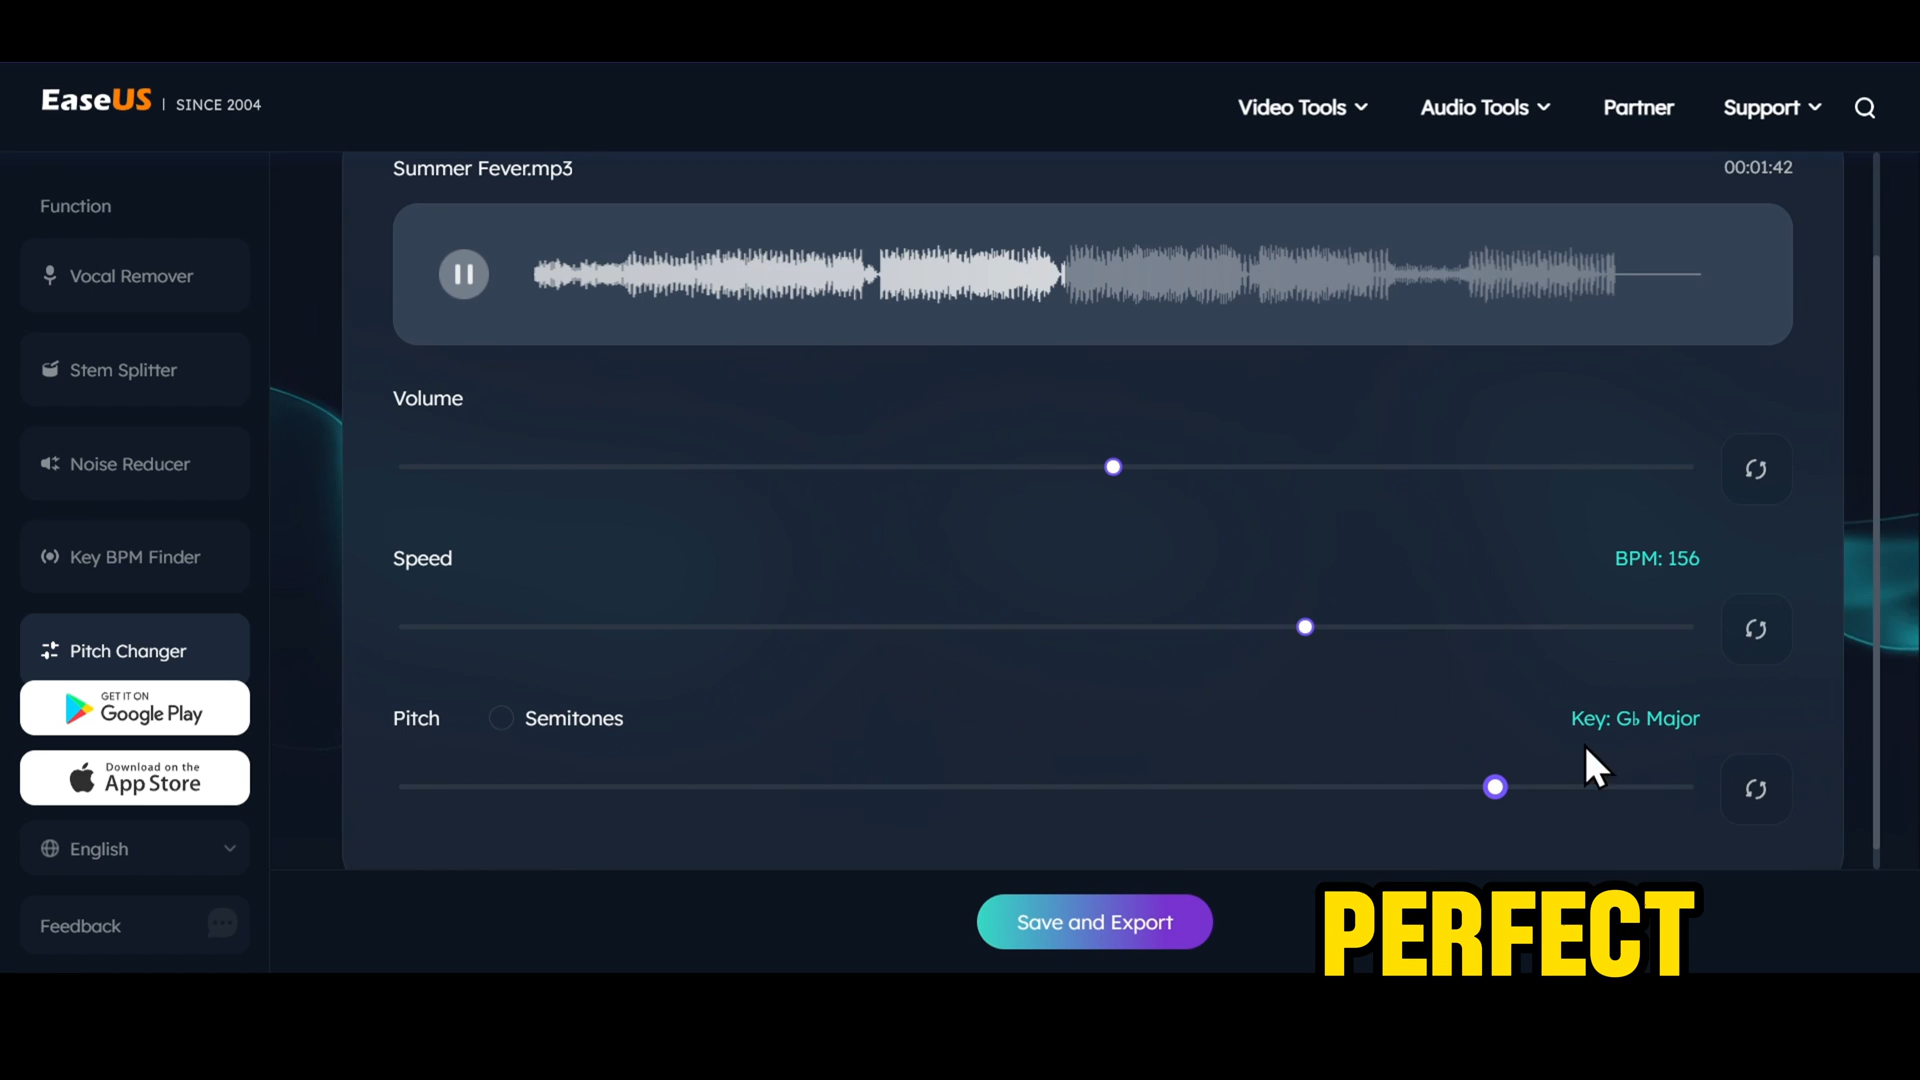 EaseUS | SINCE 2004
Video Tools
Audio Tools
Partner
Support
Function
Vocal Remover
Stem Splitter
Noise Reducer
Key BPM Finder
Pitch Changer
GET IT ON
Google Play
Download on the
App Store
English
Feedback
Summer Fever.mp3
00:01:42
Volume
Speed
BPM: 156
Pitch
Semitones
Key: G♭ Major
Save and Export
PERFECT